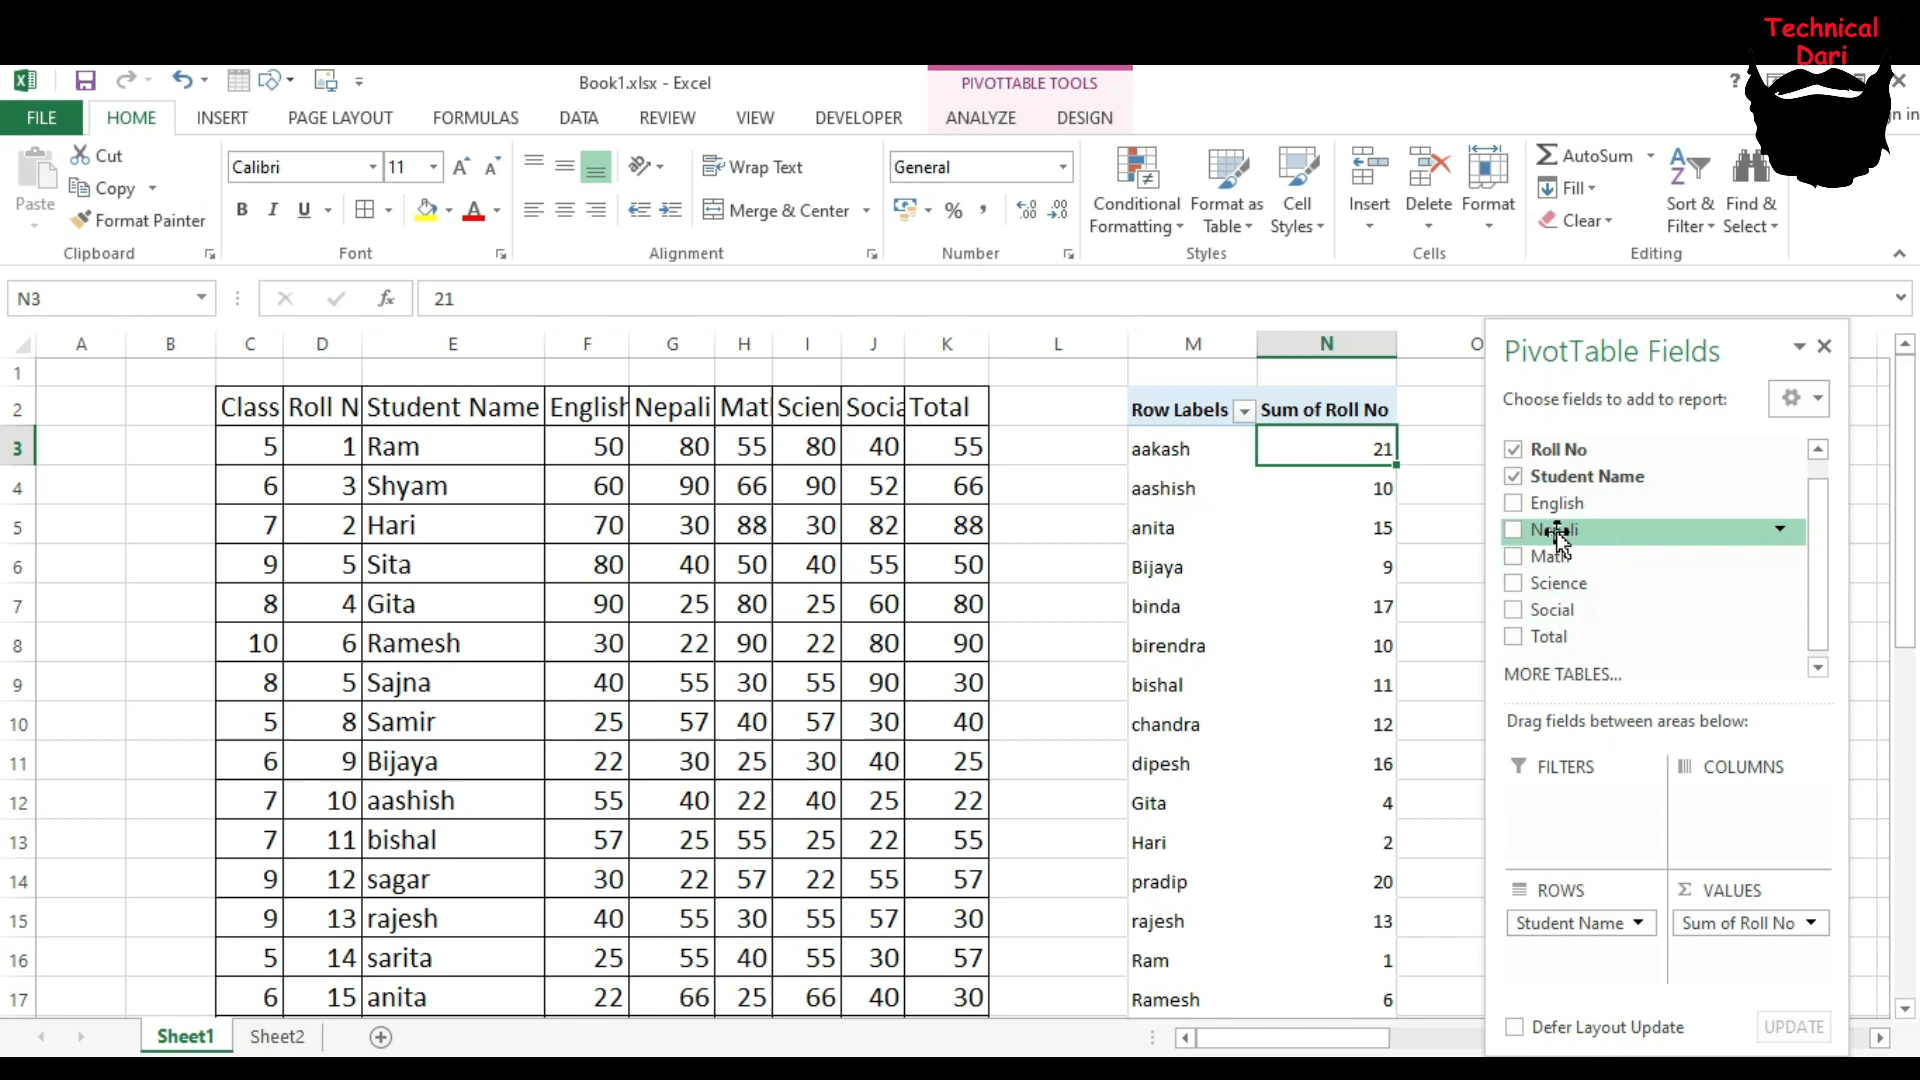 Technical
Dari
Book1.xlsx - Excel
PIVOTTABLE TOOLS
?
FILE
HOME
INSERT
PAGE LAYOUT
FORMULAS
DATA
REVIEW
VIEW
DEVELOPER
ANALYZE
DESIGN
n in
Paste
Cut
Copy
Format Painter
Clipboard
Calibri
11
B I U
Font
Wrap Text
Merge & Center
Alignment
General
%
Number
Conditional Formatting
Format as Table
Cell Styles
Styles
Insert
Delete
Format
Cells
AutoSum
Fill
Clear
Sort & Filter
Find & Select
Editing
N3
fx
21
A B C D E F G H I J K L M N O
1
2 Class Roll N Student Name English Nepali Mat Scien Socia Total Row Labels Sum of Roll No
3 5 1 Ram 50 80 55 80 40 55 aakash 21
4 6 3 Shyam 60 90 66 90 52 66 aashish 10
5 7 2 Hari 70 30 88 30 82 88 anita 15
6 9 5 Sita 80 40 50 40 55 50 Bijaya 9
7 8 4 Gita 90 25 80 25 60 80 binda 17
8 10 6 Ramesh 30 22 90 22 80 90 birendra 10
9 8 5 Sajna 40 55 30 55 90 30 bishal 11
10 5 8 Samir 25 57 40 57 30 40 chandra 12
11 6 9 Bijaya 22 30 25 30 40 25 dipesh 16
12 7 10 aashish 55 40 22 40 25 22 Gita 4
13 7 11 bishal 57 25 55 25 22 55 Hari 2
14 9 12 sagar 30 22 57 22 55 57 pradip 20
15 9 13 rajesh 40 55 30 55 57 30 rajesh 13
16 5 14 sarita 25 55 40 55 30 57 Ram 1
17 6 15 anita 22 66 25 66 40 30 Ramesh 6
PivotTable Fields
Choose fields to add to report:
Roll No
Student Name
English
Nepali
Math
Science
Social
Total
MORE TABLES...
Drag fields between areas below:
FILTERS
COLUMNS
ROWS
VALUES
Student Name
Sum of Roll No
Defer Layout Update
UPDATE
Sheet1
Sheet2